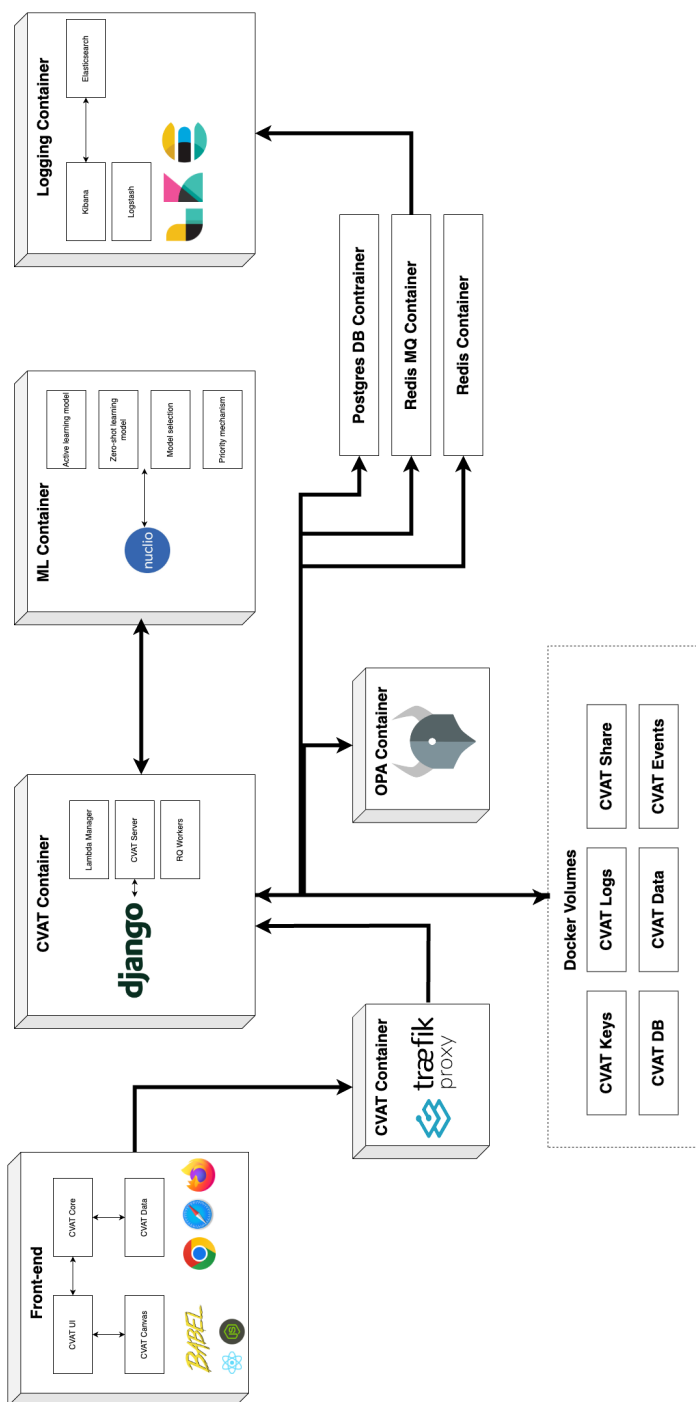 Front-end
CVAT UI
CVAT Core
CVAT Canvas
CVAT Data
BABEL
JS
CVAT Container
django
Lambda Manager
CVAT Server
RQ Workers
ML Container
nuclio
Active learning model
Zero-shot learning
model
Model selection
Priority mechanism
Logging Container
Kibana
Elasticsearch
Logstash
CVAT Container
træfik
proxy
OPA Container
Postgres DB Contrainer
Redis MQ Container
Redis Container
Docker Volumes
CVAT Keys
CVAT Logs
CVAT Share
CVAT DB
CVAT Data
CVAT Events